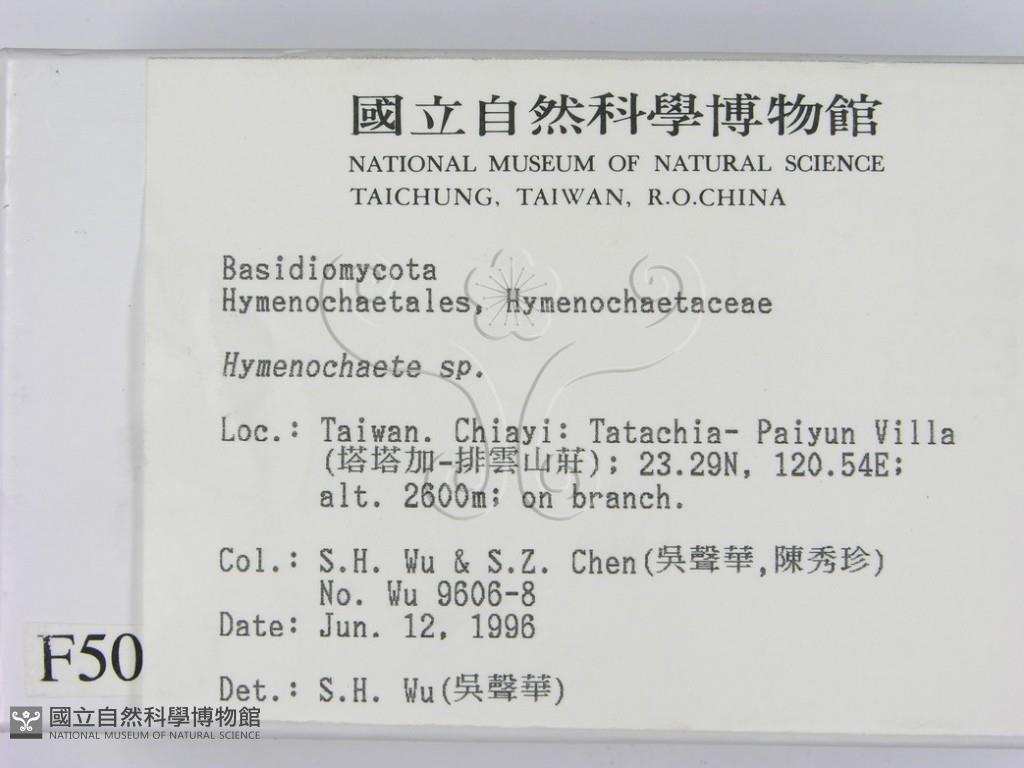 國立自然科學博物館
NATIONAL MUSEUM OF NATURAL SCIENCE
TAICHUNG, TAIWAN, R.O.CHINA
Basidiomycota
Hymenochaetales, Hymenochaetaceae
Hymenochaete sp.
Loc.: Taiwan. Chiayi: Tatachia- Paiyun Villa
(塔塔加-排雲山莊); 23.29N, 120.54E;
alt. 2600m; on branch.
Col.: S.H. Wu & S.Z. Chen(吳聲華,陳秀珍)
No. Wu 9606-8
Date: Jun. 12, 1996
Det.: S.H. Wu(吳聲華)
F50
國立自然科學博物館
NATIONAL MUSEUM OF NATURAL SCIENCE